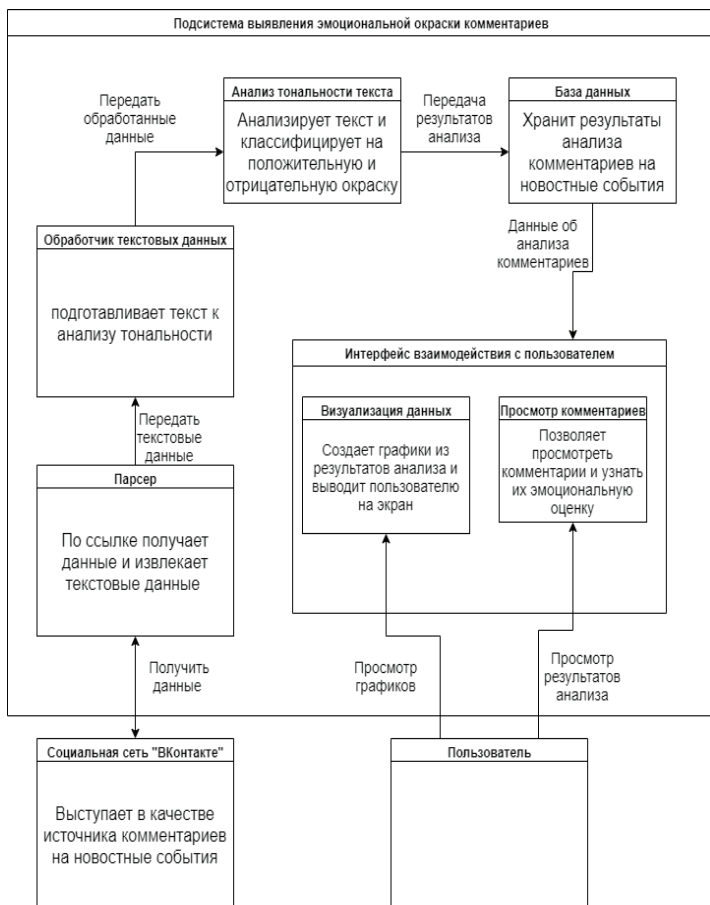 Подсистема выявления эмоциональной окраски комментариев
Передать
обработанные
данные
Анализ тональности текста
Анализирует текст и
классифицирует на
положительную и
отрицательную окраску
Передача
результатов
анализа
База данных
Хранит результаты
анализа
комментариев на
новостные события
Данные об
анализа
комментариев
Обработчик текстовых данных
подготавливает текст к
анализу тональности
Интерфейс взаимодействия с пользователем
Визуализация данных
Создает графики из
результатов анализа и
выводит пользователю
на экран
Просмотр комментариев
Позволяет
просмотреть
комментарии и узнать
их эмоциональную
оценку
Передать
текстовые
данные
Парсер
По ссылке получает
данные и извлекает
текстовые данные
Получить
данные
Просмотр
графиков
Просмотр
результатов
анализа
Социальная сеть "ВКонтакте"
Выступает в качестве
источника комментариев
на новостные события
Пользователь